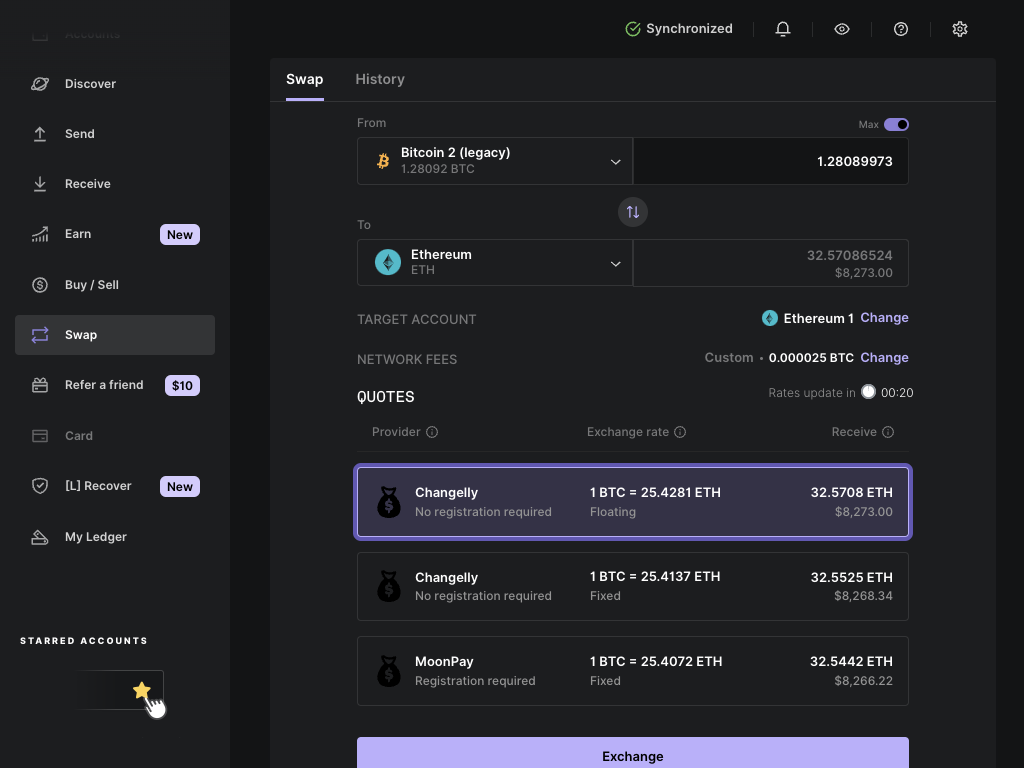 Accounts
Discover
Send
Receive
Earn New
Buy / Sell
Swap
Refer a friend $10
Card
[L] Recover New
My Ledger
STARRED ACCOUNTS
Synchronized
Swap History
From Max
Bitcoin 2 (legacy)
1.28092 BTC
1.28089973
To
Ethereum
ETH
32.57086524
$8,273.00
TARGET ACCOUNT Ethereum 1 Change
NETWORK FEES Custom • 0.000025 BTC Change
QUOTES Rates update in 00:20
Provider Exchange rate Receive
Changelly 1 BTC = 25.4281 ETH 32.5708 ETH
No registration required Floating $8,273.00
Changelly 1 BTC = 25.4137 ETH 32.5525 ETH
No registration required Fixed $8,268.34
MoonPay 1 BTC = 25.4072 ETH 32.5442 ETH
Registration required Fixed $8,266.22
Exchange